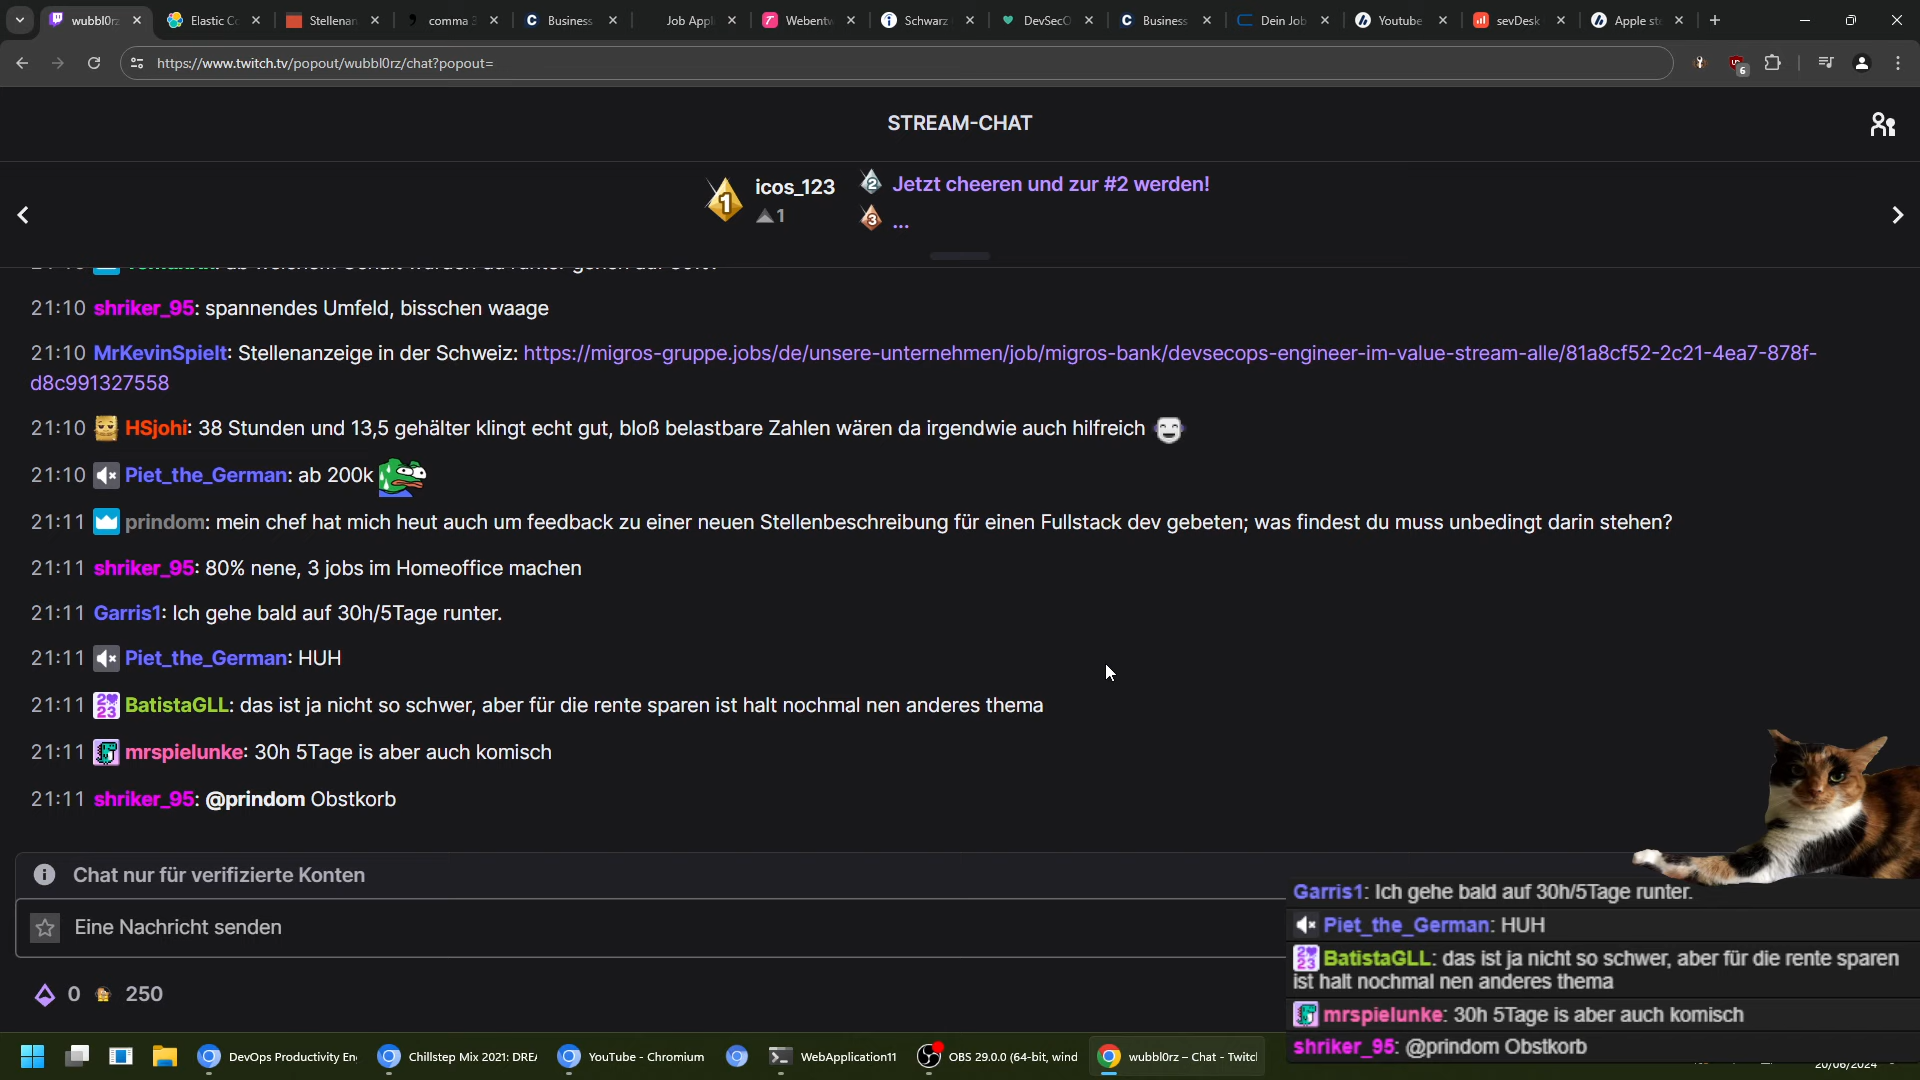 wubbl0rz
Elastic C
Stellenan
comma 3
Business
Job Appl
Webentw
Schwarz
DevSecO
Business
Dein Job
Youtube
sevDesk
Apple st
https://www.twitch.tv/popout/wubbl0rz/chat?popout=
6
STREAM-CHAT
1 icos_123 2 Jetzt cheeren und zur #2 werden!
1 3 ...
21:10 shriker_95: spannendes Umfeld, bisschen waage
21:10 MrKevinSpielt: Stellenanzeige in der Schweiz: https://migros-gruppe.jobs/de/unsere-unternehmen/job/migros-bank/devsecops-engineer-im-value-stream-alle/81a8cf52-2c21-4ea7-878f-
d8c991327558
21:10 HSjohi: 38 Stunden und 13,5 gehälter klingt echt gut, bloß belastbare Zahlen wären da irgendwie auch hilfreich
21:10 Piet_the_German: ab 200k
21:11 prindom: mein chef hat mich heut auch um feedback zu einer neuen Stellenbeschreibung für einen Fullstack dev gebeten; was findest du muss unbedingt darin stehen?
21:11 shriker_95: 80% nene, 3 jobs im Homeoffice machen
21:11 Garris1: Ich gehe bald auf 30h/5Tage runter.
21:11 Piet_the_German: HUH
21:11 BatistaGLL: das ist ja nicht so schwer, aber für die rente sparen ist halt nochmal nen anderes thema
21:11 mrspielunke: 30h 5Tage is aber auch komisch
21:11 shriker_95: @prindom Obstkorb
Chat nur für verifizierte Konten
Eine Nachricht senden
0 250
Garris1: Ich gehe bald auf 30h/5Tage runter.
Piet_the_German: HUH
BatistaGLL: das ist ja nicht so schwer, aber für die rente sparen
ist halt nochmal nen anderes thema
mrspielunke: 30h 5Tage is aber auch komisch
shriker_95: @prindom Obstkorb
DevOps Productivity En
Chillstep Mix 2021: DREA
YouTube - Chromium
WebApplication11
OBS 29.0.0 (64-bit, wind
wubbl0rz – Chat - Twitch
20/06/2024